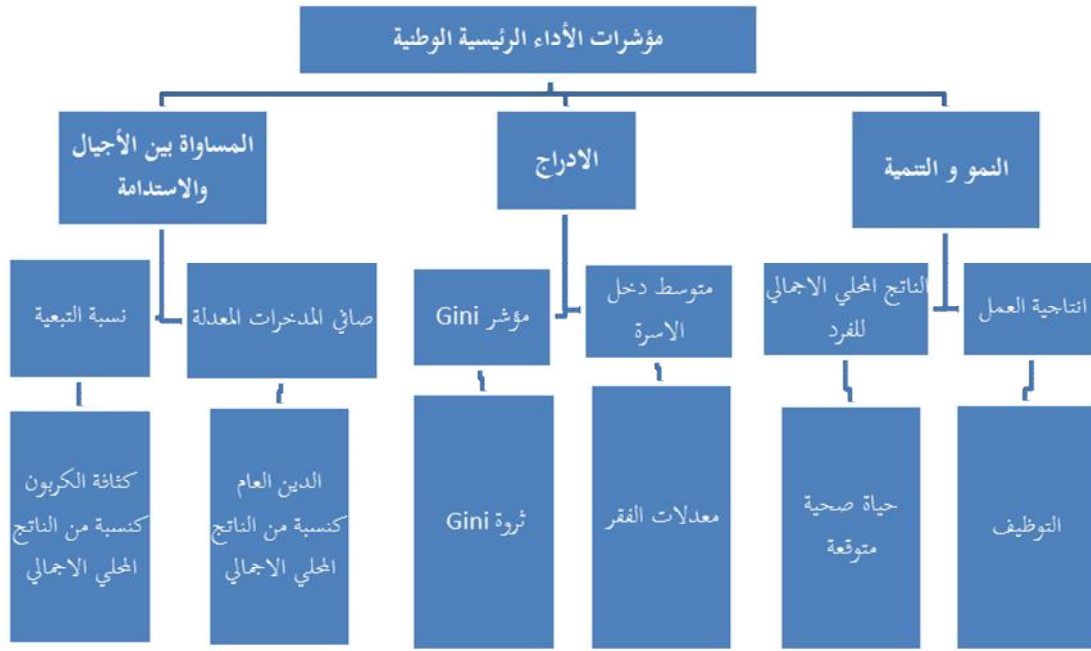 مؤشرات الأداء الرئيسية الوطنية
النمو و التنمية
الادراج
المساواة بين الأجيال
والاستدامة
انتاجية العمل
الناتج المحلي الاجمالي
للفرد
متوسط دخل
الاسرة
مؤشر Gini
صافي المدخرات المعدلة
نسبة التبعية
التوظيف
حياة صحية
متوقعة
معدلات الفقر
ثروة Gini
الدين العام
كنسبة من الناتج
المحلي الاجمالي
كثافة الكربون
كنسبة من الناتج
المحلي الاجمالي